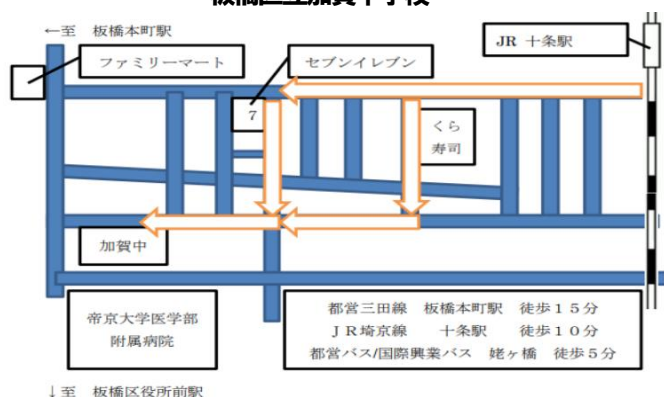 ←至 板橋本町駅
JR 十条駅
ファミリーマート
セブンイレブン
7
くら
寿司
加賀中
帝京大学医学部
附属病院
都営三田線 板橋本町駅 徒歩15分
JR埼京線 十条駅 徒歩10分
都営バス/国際興業バス 姥ヶ橋 徒歩5分
↓至 板橋区役所前駅